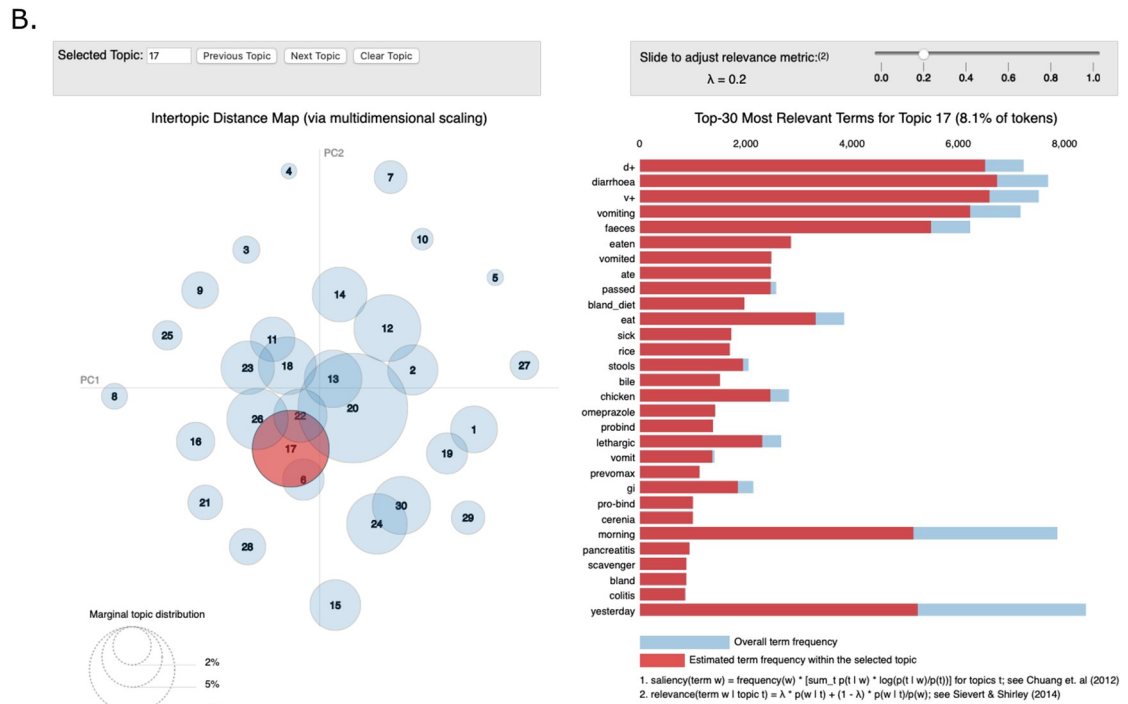 B.
Selected Topic: 17 Previous Topic Next Topic Clear Topic
Slide to adjust relevance metric:(2)
λ = 0.2
0.0 0.2 0.4 0.6 0.8 1.0
Intertopic Distance Map (via multidimensional scaling)
PC2
PC1
4
7
10
3
5
9
14
12
25
11
23
18
2
27
13
8
20
22
26
1
16
17
19
6
21
30
29
24
28
15
Marginal topic distribution
2%
5%
Top-30 Most Relevant Terms for Topic 17 (8.1% of tokens)
0 2,000 4,000 6,000 8,000
d+
diarrhoea
v+
vomiting
faeces
eaten
vomited
ate
passed
bland_diet
eat
sick
rice
stools
bile
chicken
omeprazole
probind
lethargic
vomit
prevomax
gi
pro-bind
cerenia
morning
pancreatitis
scavenger
bland
colitis
yesterday
Overall term frequency
Estimated term frequency within the selected topic
1. saliency(term w) = frequency(w) * [sum_t p(t | w) * log(p(t | w)/p(t))] for topics t; see Chuang et. al (2012)
2. relevance(term w | topic t) = λ * p(w | t) + (1 - λ) * p(w | t)/p(w); see Sievert & Shirley (2014)